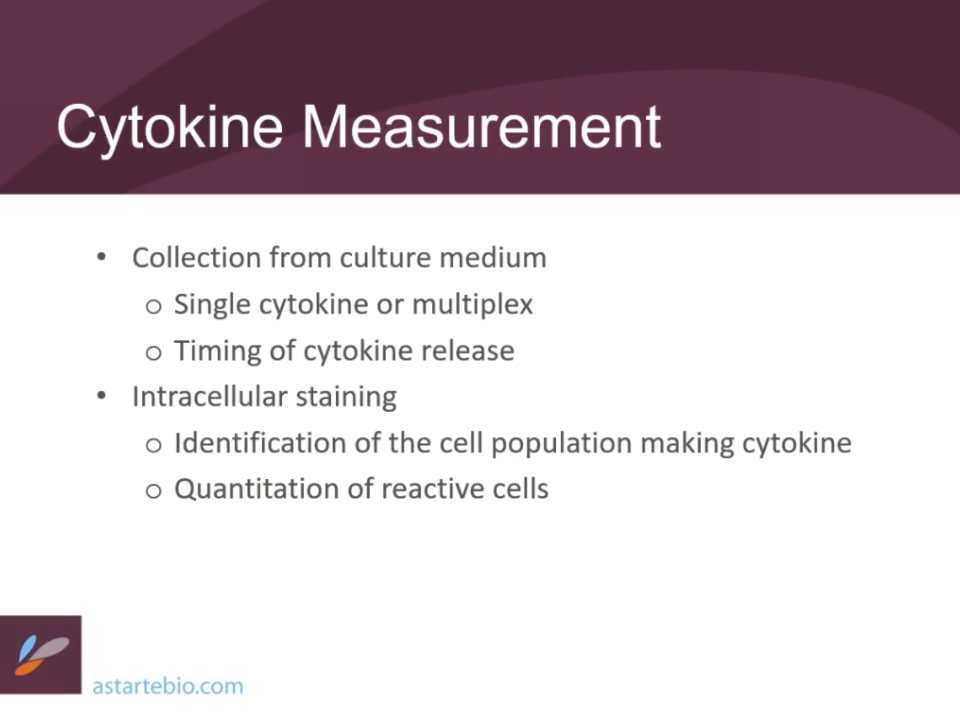 Cytokine Measurement
• Collection from culture medium
o Single cytokine or multiplex
o Timing of cytokine release
• Intracellular staining
o Identification of the cell population making cytokine
o Quantitation of reactive cells
astartebio.com